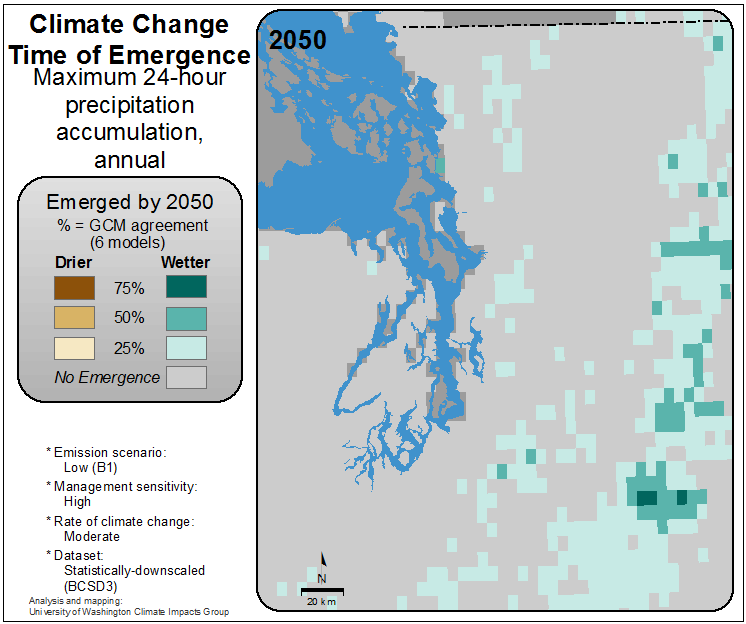 Climate Change
Time of Emergence
Maximum 24-hour
precipitation
accumulation,
annual
Emerged by 2050
% = GCM agreement
(6 models)
Drier Wetter
75%
50%
25%
No Emergence
* Emission scenario:
Low (B1)
* Management sensitivity:
High
* Rate of climate change:
Moderate
* Dataset:
Statistically-downscaled
(BCSD3)
Analysis and mapping:
University of Washington Climate Impacts Group
2050
N
20 km